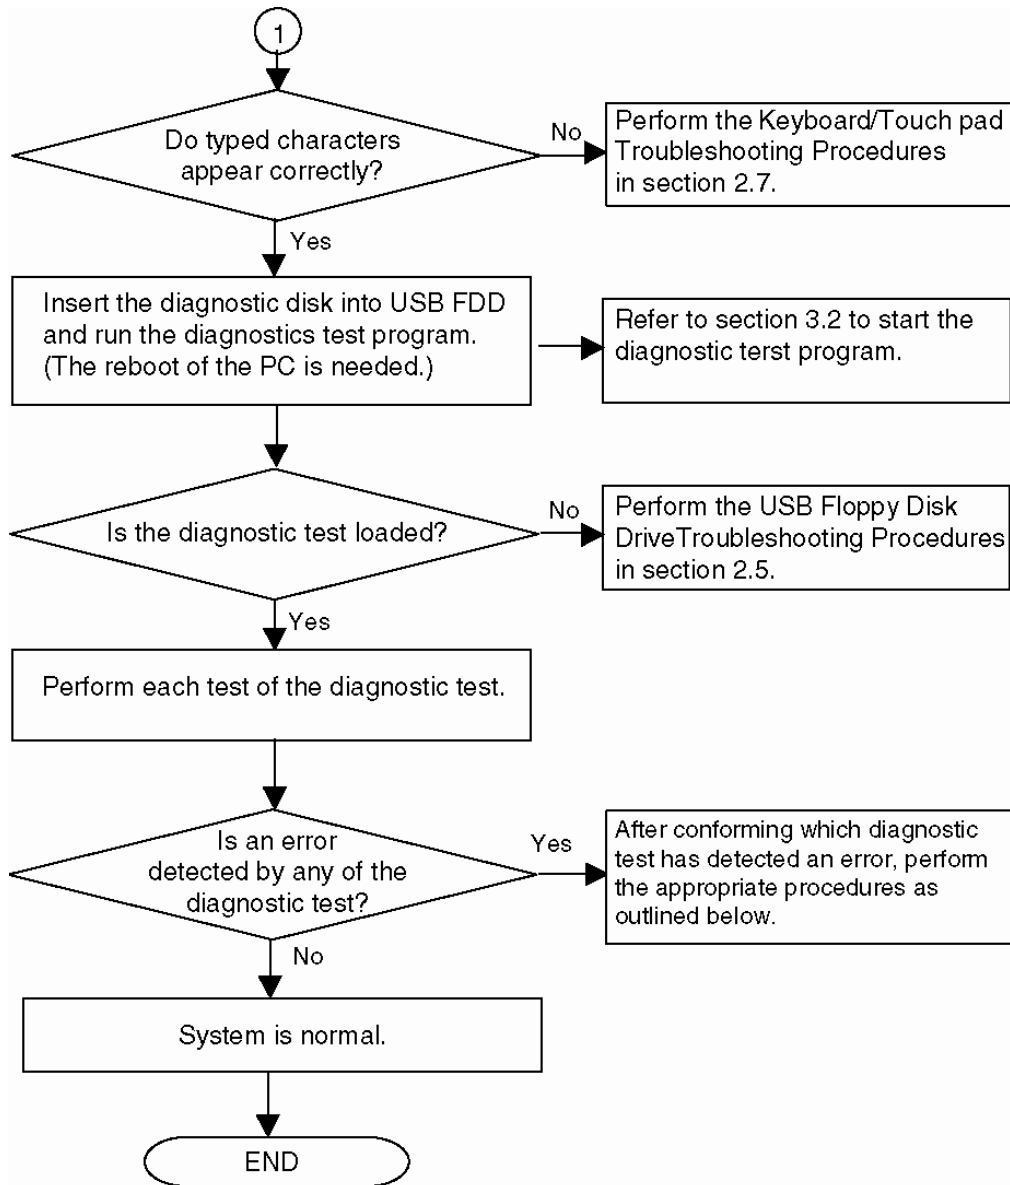 1
Do typed characters
appear correctly?
No
Perform the Keyboard/Touch pad
Troubleshooting Procedures
in section 2.7.
Yes
Insert the diagnostic disk into USB FDD
and run the diagnostics test program.
(The reboot of the PC is needed.)
Refer to section 3.2 to start the
diagnostic terst program.
Is the diagnostic test loaded?
No
Perform the USB Floppy Disk
DriveTroubleshooting Procedures
in section 2.5.
Yes
Perform each test of the diagnostic test.
Is an error
detected by any of the
diagnostic test?
Yes
After conforming which diagnostic
test has detected an error, perform
the appropriate procedures as
outlined below.
No
System is normal.
END